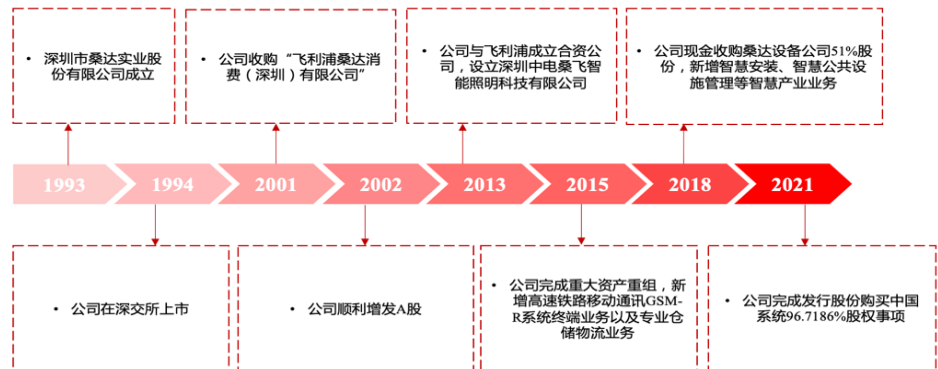 • 深圳市桑达实业股
份有限公司成立
• 公司收购“飞利浦桑达消
费（深圳）有限公司”
• 公司与飞利浦成立合资公
司，设立深圳中电桑飞智
能照明科技有限公司
• 公司现金收购桑达设备公司51%股
份，新增智慧安装、智慧公共设
施管理等智慧产业业务
1993
1994
2001
2002
2013
2015
2018
2021
• 公司在深交所上市
• 公司顺利增发A股
• 公司完成重大资产重组，新
增高速铁路移动通讯GSM-
R系统终端业务以及专业仓
储物流业务
• 公司完成发行股份购买中国
系统96.7186%股权事项